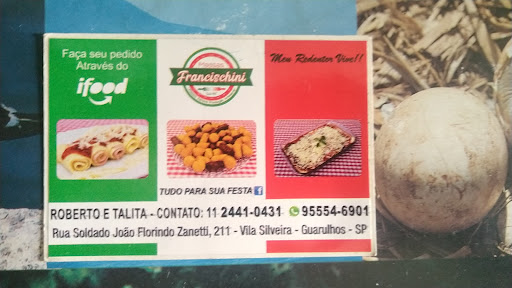 Faça seu pedido
Através do
ifood
Francischini
Meu Redentor Vive!!
TUDO PARA SUA FESTA
ROBERTO E TALITA - CONTATO: 11 2441-0431 95554-6901
Rua Soldado João Florindo Zanetti, 211 - Vila Silveira - Guarulhos - SP